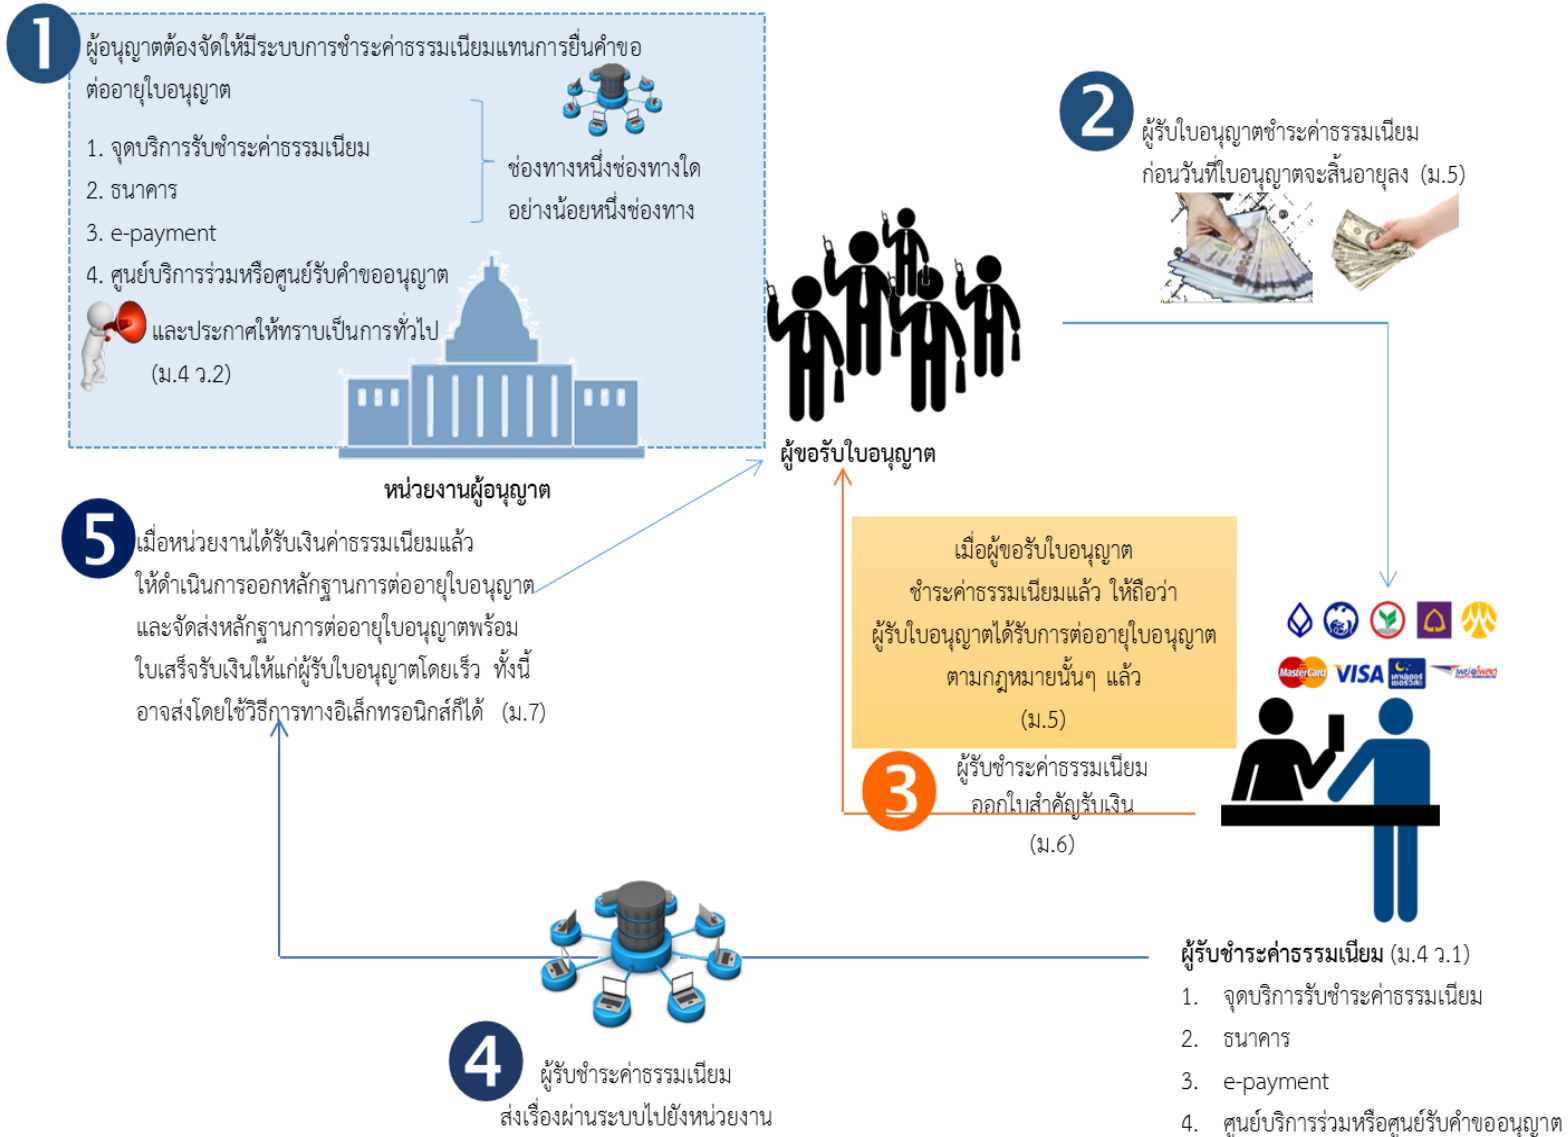 1
ผู้อนุญาตต้องจัดให้มีระบบการชำระค่าธรรมเนียมแทนการยื่นคำขอ
ต่ออายุใบอนุญาต
1. จุดบริการรับชำระค่าธรรมเนียม
2. ธนาคาร
3. e-payment
4. ศูนย์บริการร่วมหรือศูนย์รับคำขออนุญาต
ช่องทางหนึ่งช่องทางใด
อย่างน้อยหนึ่งช่องทาง
และประกาศให้ทราบเป็นการทั่วไป
(ม.4 ว.2)
หน่วยงานผู้อนุญาต
ผู้ขอรับใบอนุญาต
2
ผู้รับใบอนุญาตชำระค่าธรรมเนียม
ก่อนวันที่ใบอนุญาตจะสิ้นอายุลง (ม.5)
MasterCard VISA เคาน์เตอร์
เซอร์วิส
เพย์อัทโพสต์
เมื่อผู้ขอรับใบอนุญาต
ชำระค่าธรรมเนียมแล้ว ให้ถือว่า
ผู้รับใบอนุญาตได้รับการต่ออายุใบอนุญาต
ตามกฎหมายนั้นๆ แล้ว
(ม.5)
3
ผู้รับชำระค่าธรรมเนียม
ออกใบสำคัญรับเงิน
(ม.6)
ผู้รับชำระค่าธรรมเนียม (ม.4 ว.1)
1. จุดบริการรับชำระค่าธรรมเนียม
2. ธนาคาร
3. e-payment
4. ศูนย์บริการร่วมหรือศูนย์รับคำขออนุญาต
4
ผู้รับชำระค่าธรรมเนียม
ส่งเรื่องผ่านระบบไปยังหน่วยงาน
5
เมื่อหน่วยงานได้รับเงินค่าธรรมเนียมแล้ว
ให้ดำเนินการออกหลักฐานการต่ออายุใบอนุญาต
และจัดส่งหลักฐานการต่ออายุใบอนุญาตพร้อม
ใบเสร็จรับเงินให้แก่ผู้รับใบอนุญาตโดยเร็ว ทั้งนี้
อาจส่งโดยใช้วิธีการทางอิเล็กทรอนิกส์ก็ได้ (ม.7)